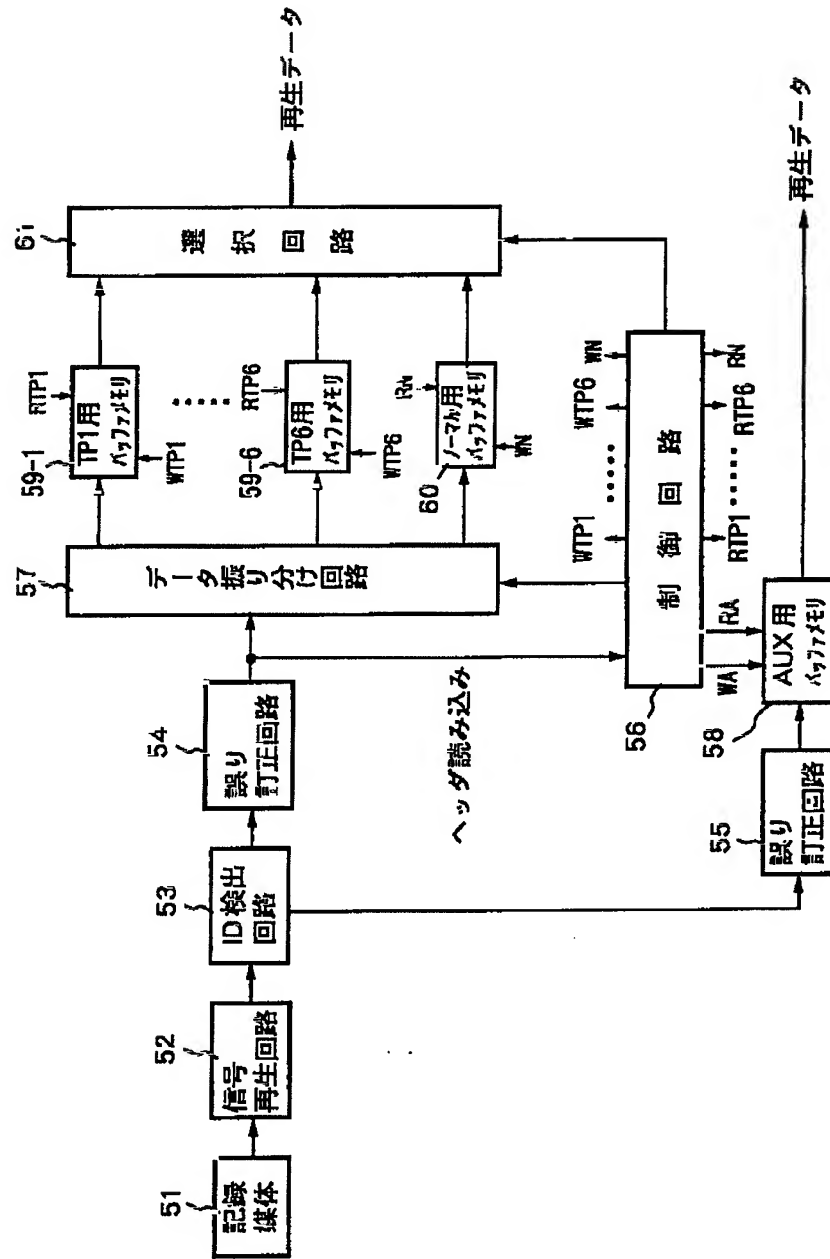 51
記録
媒体
52
信号
再生回路
53
ID検出
回路
54
誤り
訂正回路
ヘッダ読み込み
57
データ振り分け回路
59-1
TP1用
バッファメモリ
RTP1
WTP1
•••••
59-6
TP6用
バッファメモリ
RTP6
WTP6
60
ノーマル用
バッファメモリ
RN
WN
61
選択回路
再生データ
56
制御回路
WTP1
•••••
WTP6
WN
RTP1
•••••
RTP6
RN
WA
RA
55
誤り
訂正回路
58
AUX用
バッファメモリ
再生データ